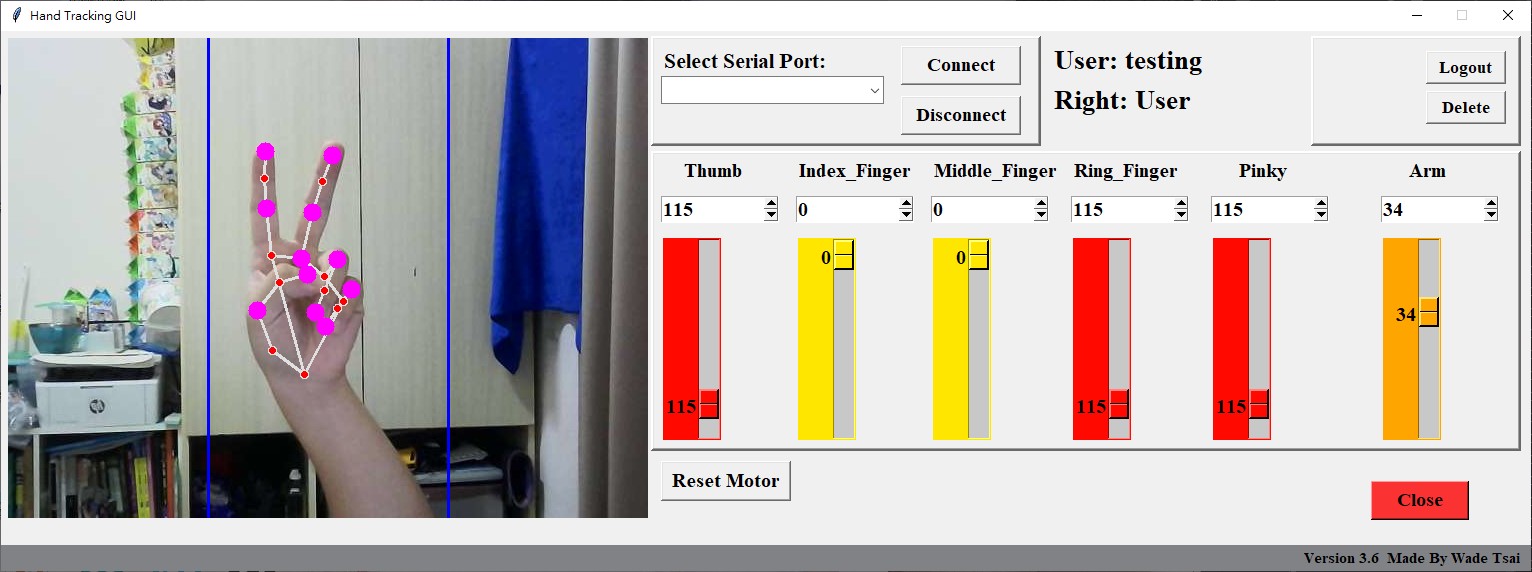 Hand Tracking GUI
Select Serial Port:
Connect
Disconnect
User: testing
Right: User
Logout
Delete
Thumb Index_Finger Middle_Finger Ring_Finger Pinky Arm
115 0 0 115 115 34
0 0
34
115 115 115
hp
Reset Motor
Close
Version 3.6 Made By Wade Tsai